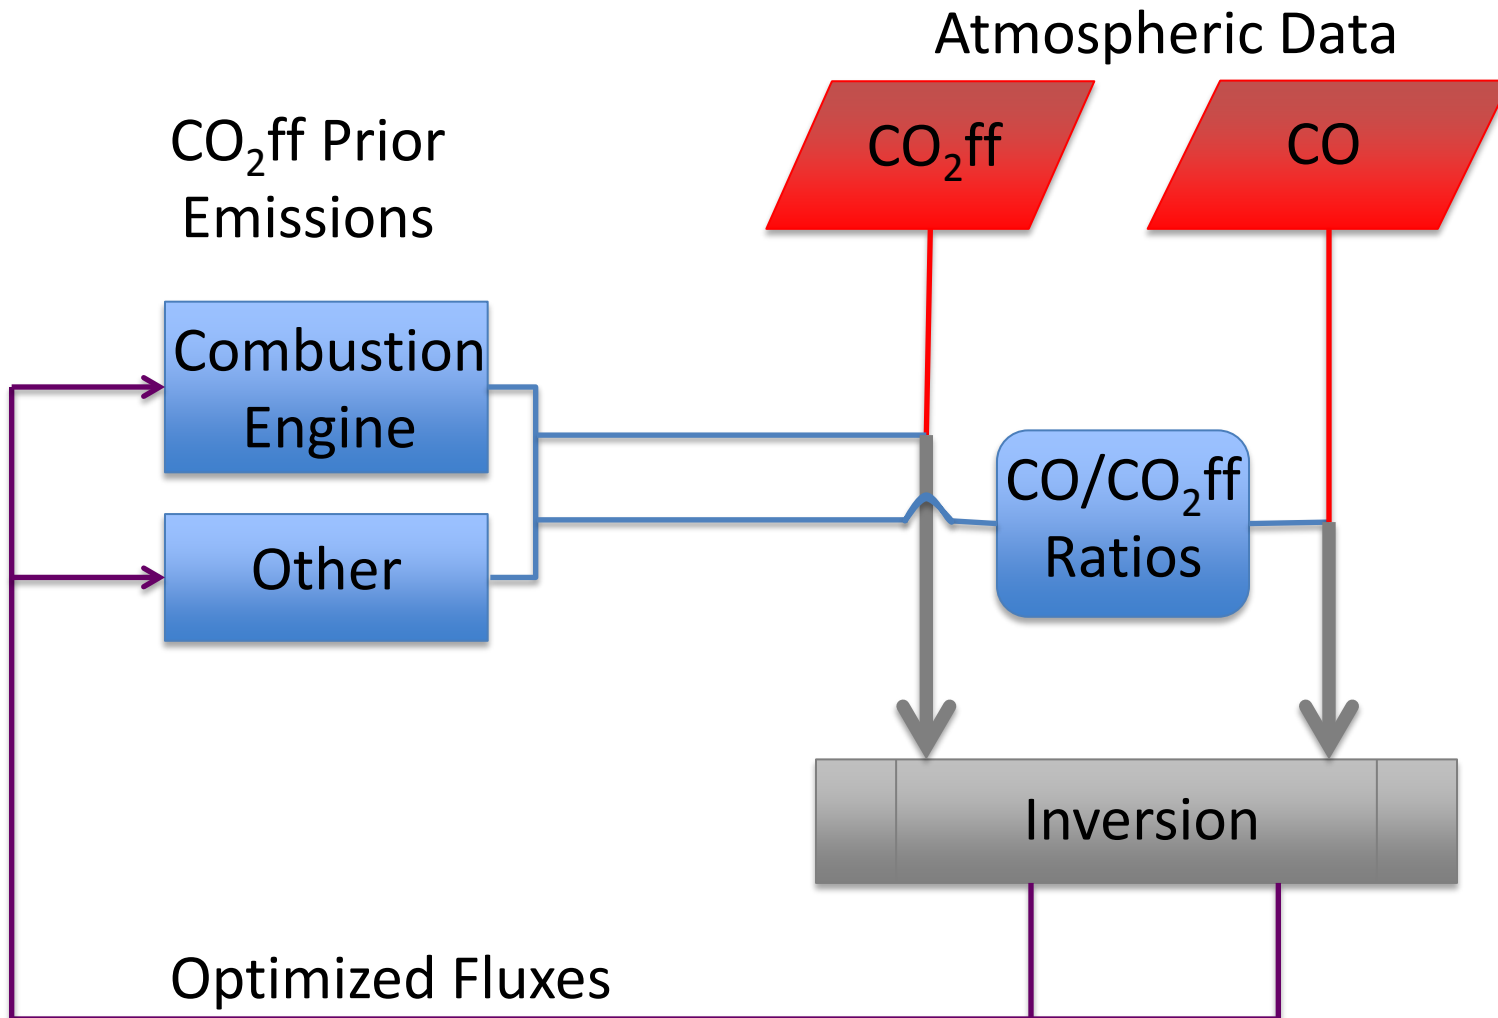 Atmospheric Data
CO₂ff
CO
CO₂ff Prior
Emissions
Combustion
Engine
Other
CO/CO₂ff
Ratios
Inversion
Optimized Fluxes